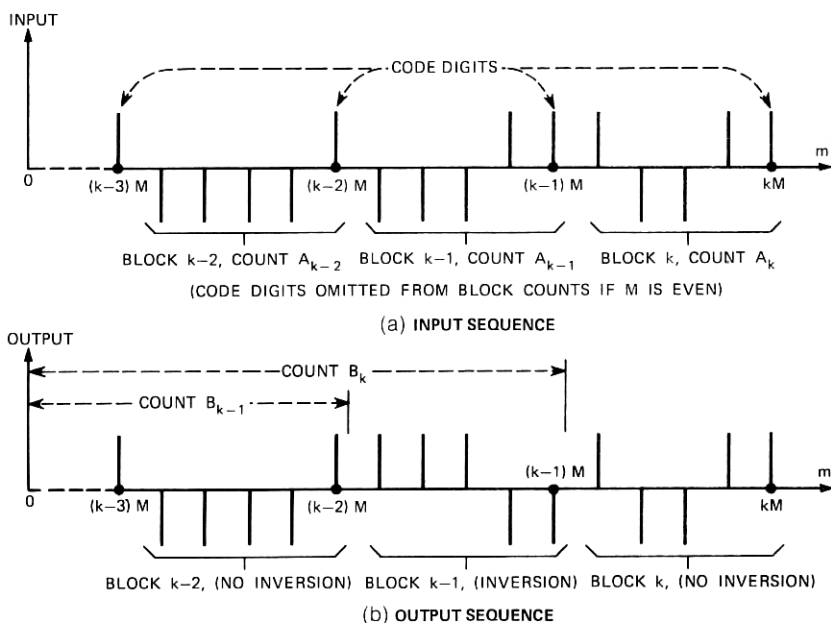 INPUT
CODE DIGITS
m
0
(k-3) M
(k-2) M
(k-1) M
kM
BLOCK k-2, COUNT A_{k-2}
BLOCK k-1, COUNT A_{k-1}
BLOCK k, COUNT A_k
(CODE DIGITS OMITTED FROM BLOCK COUNTS IF M IS EVEN)
(a) INPUT SEQUENCE
OUTPUT
COUNT B_k
COUNT B_{k-1}
(k-1) M
m
0
(k-3) M
(k-2) M
kM
BLOCK k-2, (NO INVERSION)
BLOCK k-1, (INVERSION)
BLOCK k, (NO INVERSION)
(b) OUTPUT SEQUENCE